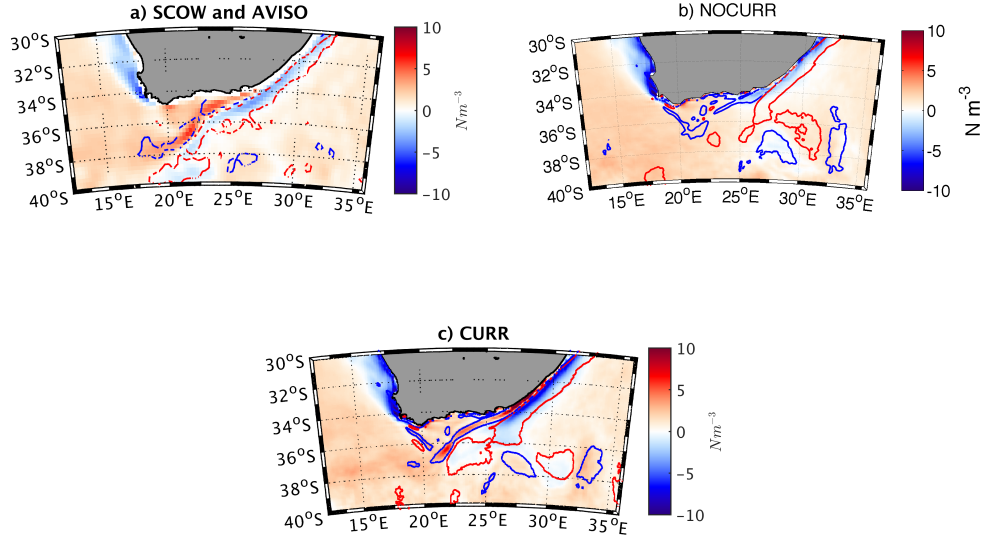 a) SCOW and AVISO
30°S
32°S
34°S
36°S
38°S
40°S
15°E
20°E
25°E
30°E
35°E
10
5
0
−5
−10
Nm−3
b) NOCURR
30°S
32°S
34°S
36°S
38°S
40°S
15°E
20°E
25°E
30°E
35°E
10
5
0
-5
-10
N m-3
c) CURR
30°S
32°S
34°S
36°S
38°S
40°S
15°E
20°E
25°E
30°E
35°E
10
5
0
−5
−10
Nm−3